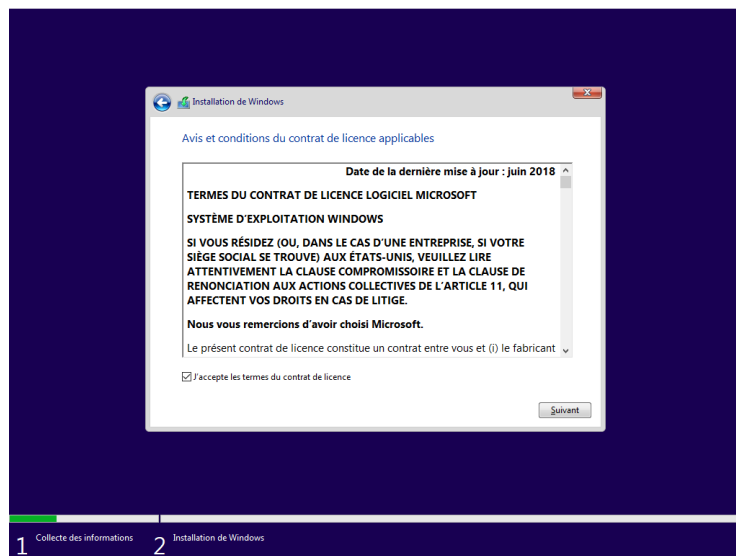 Installation de Windows
Avis et conditions du contrat de licence applicables
Date de la dernière mise à jour : juin 2018
TERMES DU CONTRAT DE LICENCE LOGICIEL MICROSOFT
SYSTÈME D'EXPLOITATION WINDOWS
SI VOUS RÉSIDEZ (OU, DANS LE CAS D'UNE ENTREPRISE, SI VOTRE
SIÈGE SOCIAL SE TROUVE) AUX ÉTATS-UNIS, VEUILLEZ LIRE
ATTENTIVEMENT LA CLAUSE COMPROMISSOIRE ET LA CLAUSE DE
RENONCIATION AUX ACTIONS COLLECTIVES DE L'ARTICLE 11, QUI
AFFECTENT VOS DROITS EN CAS DE LITIGE.
Nous vous remercions d'avoir choisi Microsoft.
Le présent contrat de licence constitue un contrat entre vous et (i) le fabricant
J'accepte les termes du contrat de licence
Suivant
1 Collecte des informations
2 Installation de Windows